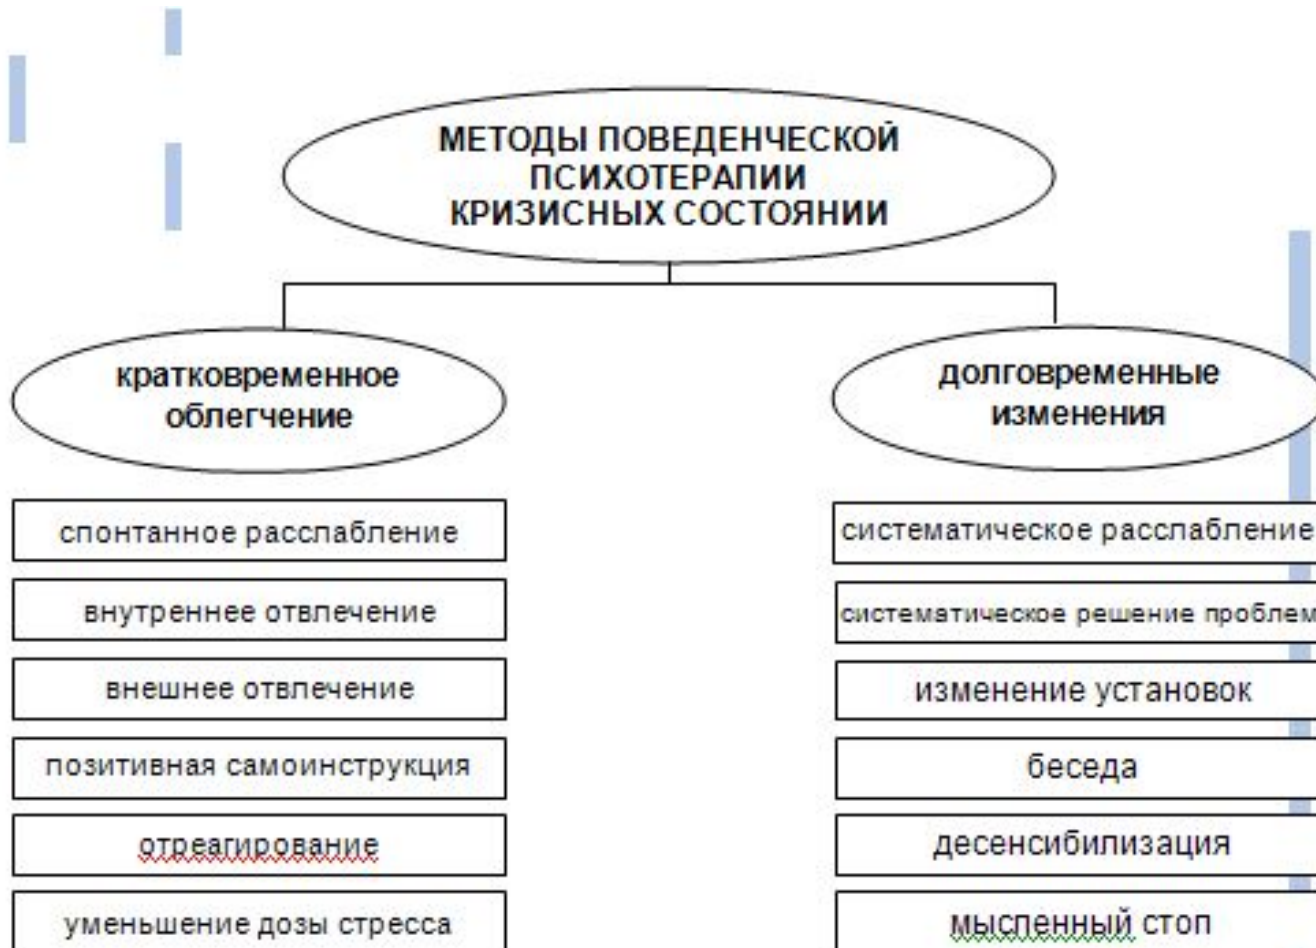 МЕТОДЫ ПОВЕДЕНЧЕСКОЙ
ПСИХОТЕРАПИИ
КРИЗИСНЫХ СОСТОЯНИИ
кратковременное
облегчение
спонтанное расслабление
внутреннее отвлечение
внешнее отвлечение
позитивная самоинструкция
отреагирование
уменьшение дозы стресса
долговременные
изменения
систематическое расслабление
систематическое решение проблем
изменение установок
беседа
десенсибилизация
мыспенный стоп